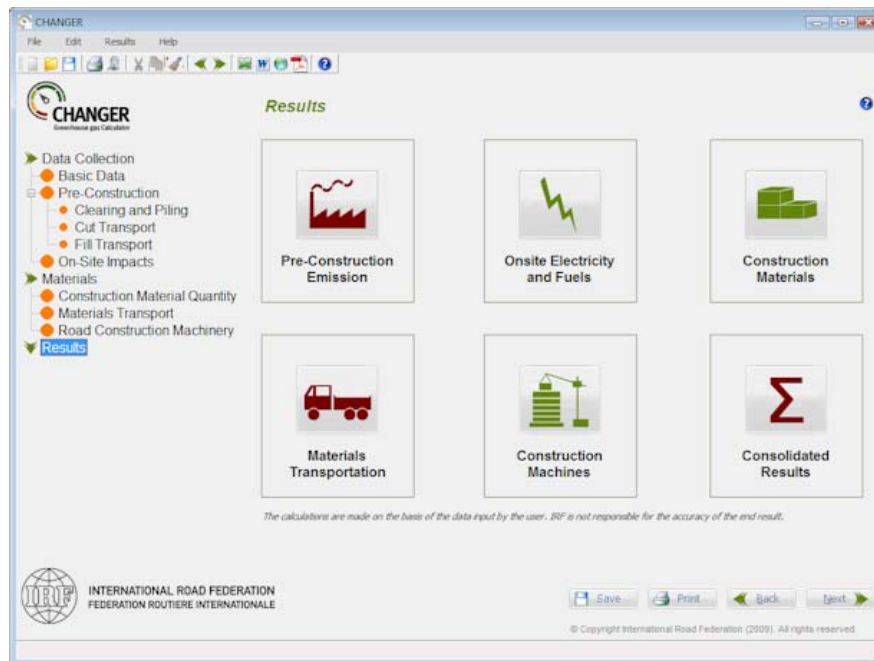 CHANGER
File Edit Results Help
CHANGER
Greenhouse gas Calculator
Results
Data Collection
Basic Data
Pre-Construction
Clearing and Piling
Cut Transport
Fill Transport
On-Site Impacts
Materials
Construction Material Quantity
Materials Transport
Road Construction Machinery
Results
Pre-Construction
Emission
Onsite Electricity
and Fuels
Construction
Materials
Materials
Transportation
Construction
Machines
Σ
Consolidated
Results
The calculations are made on the basis of the data input by the user. IRF is not responsible for the accuracy of the end result.
IRF
INTERNATIONAL ROAD FEDERATION
FEDERATION ROUTIERE INTERNATIONALE
Save Print Back Next
© Copyright International Road Federation (2009). All rights reserved.